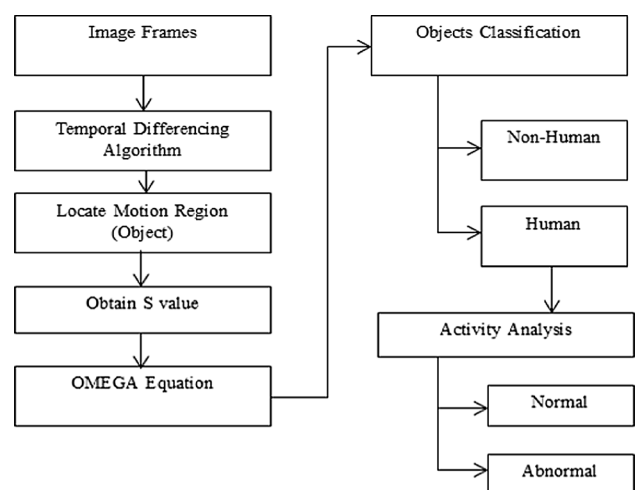 Image Frames
Temporal Differencing
Algorithm
Locate Motion Region
(Object)
Obtain S value
OMEGA Equation
Objects Classification
Non-Human
Human
Activity Analysis
Normal
Abnormal